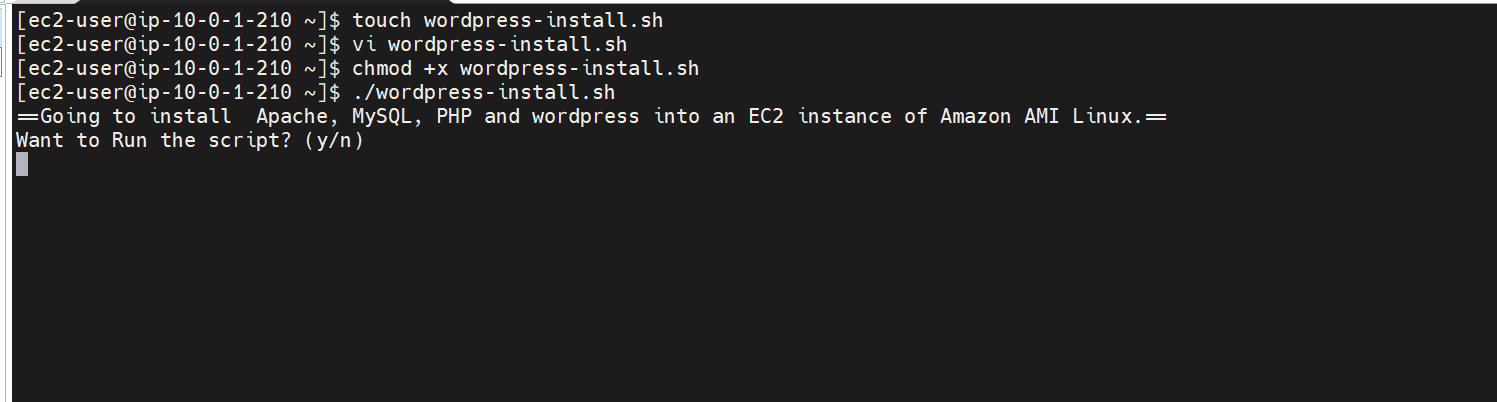 [ec2-user@ip-10-0-1-210 ~]$ touch wordpress-install.sh
[ec2-user@ip-10-0-1-210 ~]$ vi wordpress-install.sh
[ec2-user@ip-10-0-1-210 ~]$ chmod +x wordpress-install.sh
[ec2-user@ip-10-0-1-210 ~]$ ./wordpress-install.sh
==Going to install  Apache, MySQL, PHP and wordpress into an EC2 instance of Amazon AMI Linux.==
Want to Run the script? (y/n)